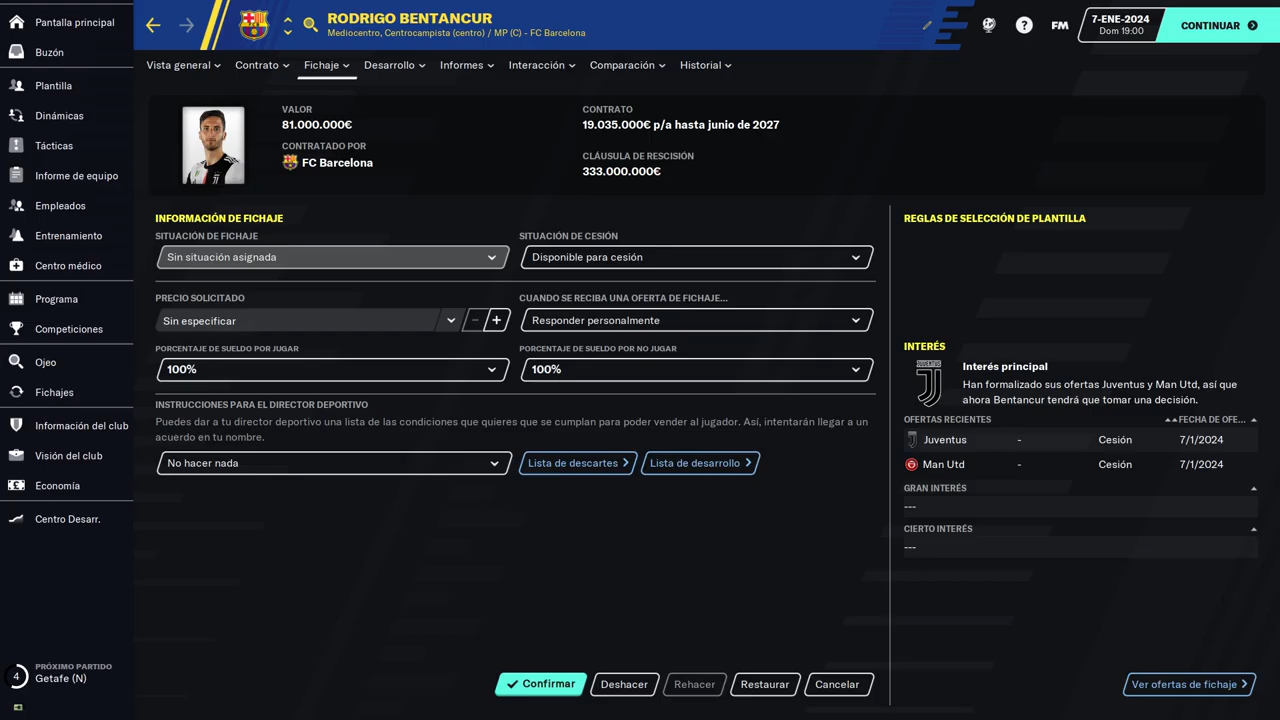 Pantalla principal
Buzón
Plantilla
Dinámicas
Tácticas
Informe de equipo
Empleados
Entrenamiento
Centro médico
Programa
Competiciones
Ojeo
Fichajes
Información del club
Visión del club
Economía
Centro Desarr.
4
PRÓXIMO PARTIDO
Getafe (N)
RODRIGO BENTANCUR
Mediocentro, Centrocampista (centro) / MP (C) - FC Barcelona
?
FM
7-ENE-2024
Dom 19:00
CONTINUAR
Vista general
Contrato
Fichaje
Desarrollo
Informes
Interacción
Comparación
Historial
VALOR
81.000.000€
CONTRATADO POR
FC Barcelona
CONTRATO
19.035.000€ p/a hasta junio de 2027
CLÁUSULA DE RESCISIÓN
333.000.000€
INFORMACIÓN DE FICHAJE
SITUACIÓN DE FICHAJE
Sin situación asignada
SITUACIÓN DE CESIÓN
Disponible para cesión
PRECIO SOLICITADO
Sin especificar
- +
CUANDO SE RECIBA UNA OFERTA DE FICHAJE...
Responder personalmente
PORCENTAJE DE SUELDO POR JUGAR
100%
PORCENTAJE DE SUELDO POR NO JUGAR
100%
INSTRUCCIONES PARA EL DIRECTOR DEPORTIVO
Puedes dar a tu director deportivo una lista de las condiciones que quieres que se cumplan para poder vender al jugador. Así, intentarán llegar a un
acuerdo en tu nombre.
No hacer nada
Lista de descartes
Lista de desarrollo
Confirmar
Deshacer
Rehacer
Restaurar
Cancelar
REGLAS DE SELECCIÓN DE PLANTILLA
INTERÉS
JUVENTUS
Interés principal
Han formalizado sus ofertas Juventus y Man Utd, así que
ahora Bentancur tendrá que tomar una decisión.
OFERTAS RECIENTES FECHA DE OFE...
Juventus - Cesión 7/1/2024
Man Utd - Cesión 7/1/2024
GRAN INTERÉS
---
CIERTO INTERÉS
---
Ver ofertas de fichaje